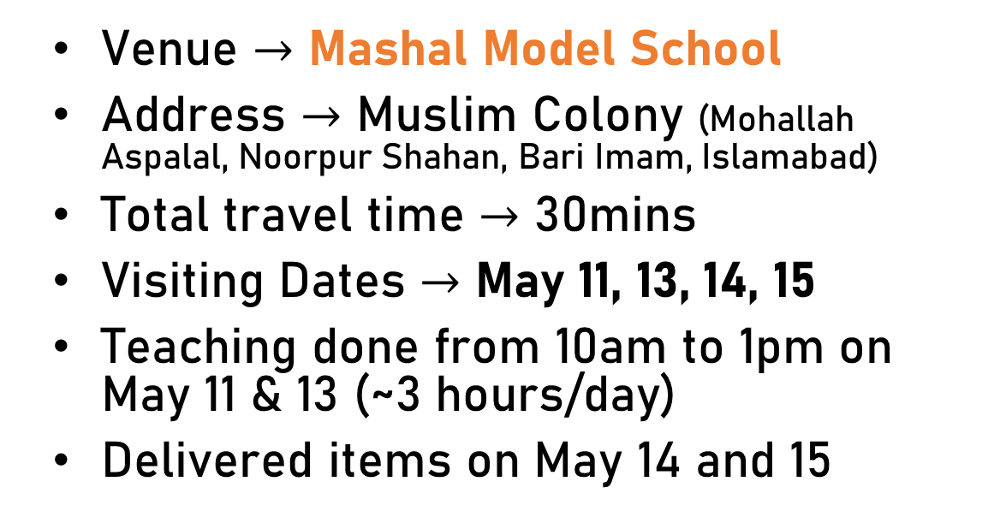 • Venue → Mashal Model School
• Address → Muslim Colony (Mohallah
Aspalal, Noorpur Shahan, Bari Imam, Islamabad)
• Total travel time → 30mins
• Visiting Dates → May 11, 13, 14, 15
• Teaching done from 10am to 1pm on
May 11 & 13 (~3 hours/day)
• Delivered items on May 14 and 15